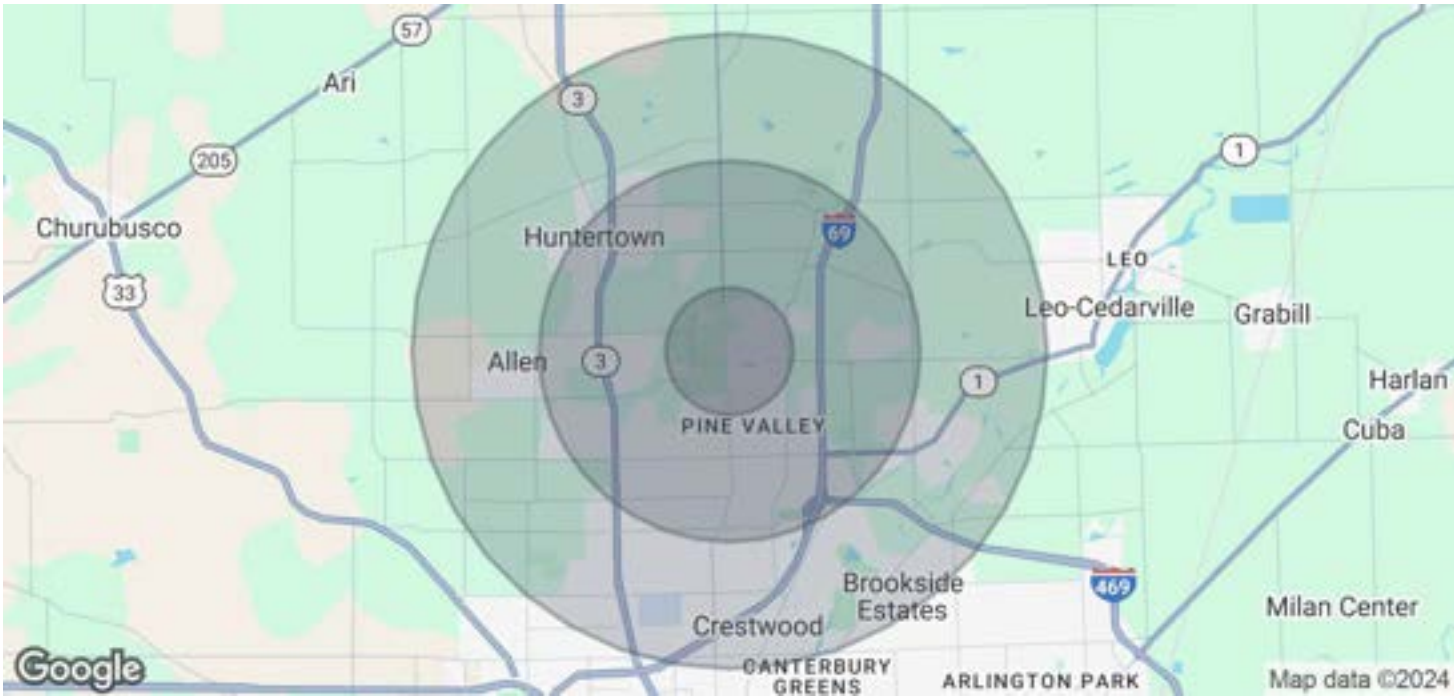 57
Ari
3
205
1
Churubusco
Huntertown
69
LEO
33
Leo-Cedarville
Grabill
Allen
3
1
Harlan
PINE VALLEY
Cuba
Brookside
Estates
469
Milan Center
Crestwood
CANTERBURY
GREENS
ARLINGTON PARK
Google
Map data ©2024